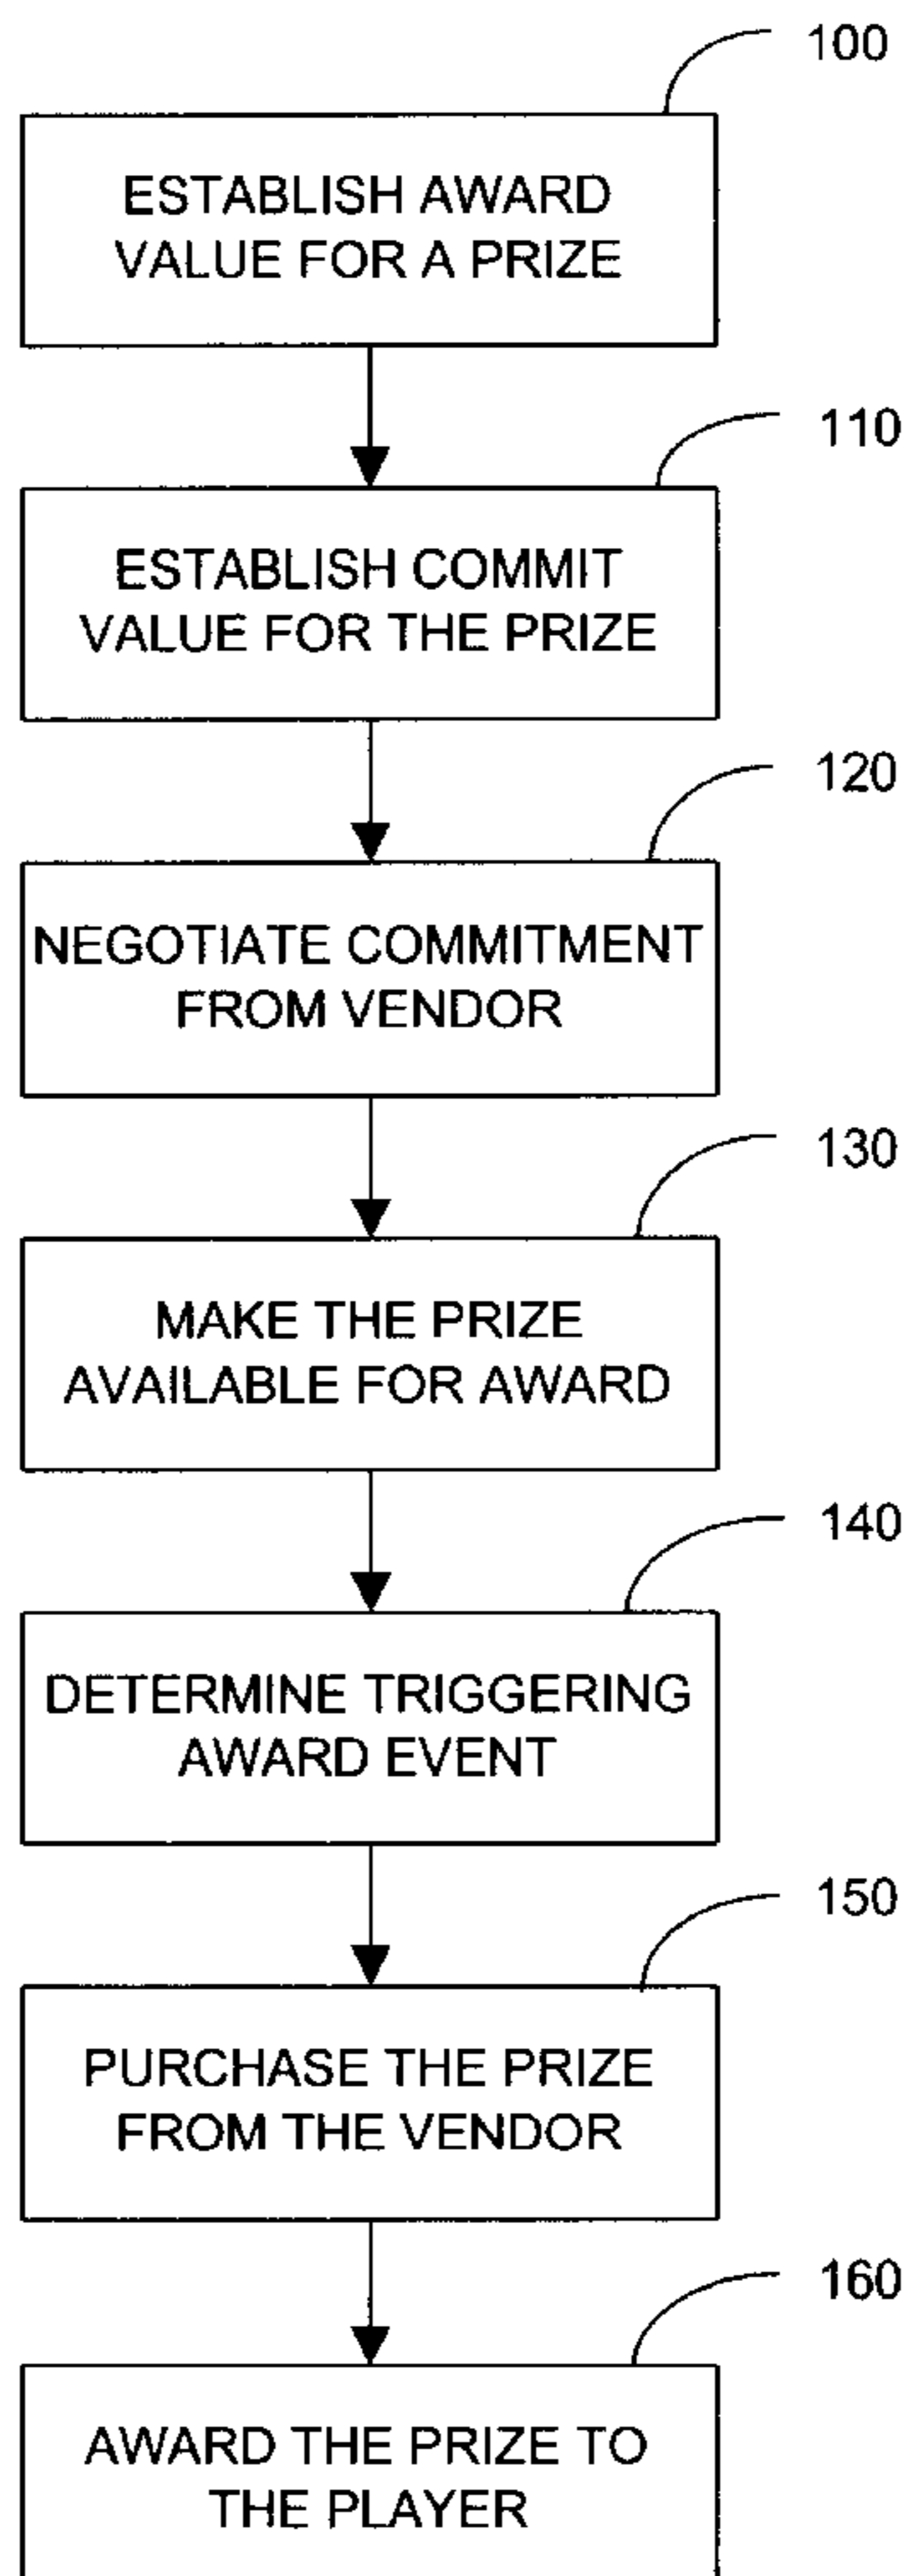 100
ESTABLISH AWARD
VALUE FOR A PRIZE
110
ESTABLISH COMMIT
VALUE FOR THE PRIZE
120
NEGOTIATE COMMITMENT
FROM VENDOR
130
MAKE THE PRIZE
AVAILABLE FOR AWARD
140
DETERMINE TRIGGERING
AWARD EVENT
150
PURCHASE THE PRIZE
FROM THE VENDOR
160
AWARD THE PRIZE TO
THE PLAYER